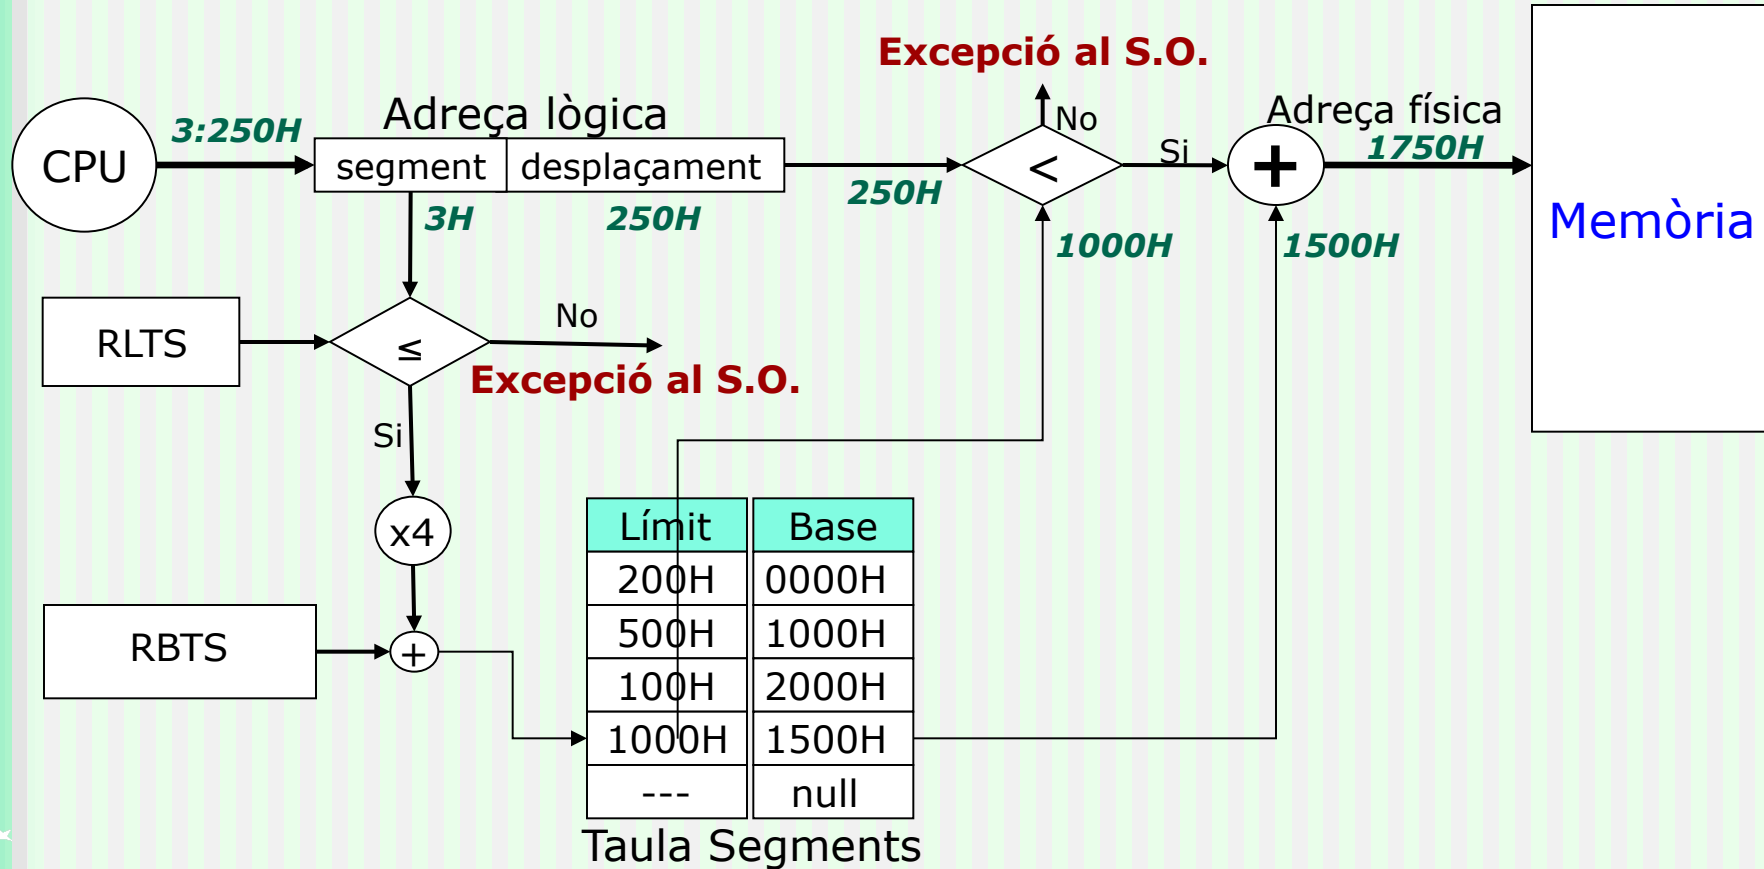 Excepció al S.O.
CPU
3:250H
Adreça lògica
segment desplaçament
3H
250H
250H
<
No
Si
1000H
+
1500H
Adreça física
1750H
Memòria
RLTS
≤
No
Excepció al S.O.
Si
x4
RBTS
+
Límit Base
200H 0000H
500H 1000H
100H 2000H
1000H 1500H
--- null
Taula Segments